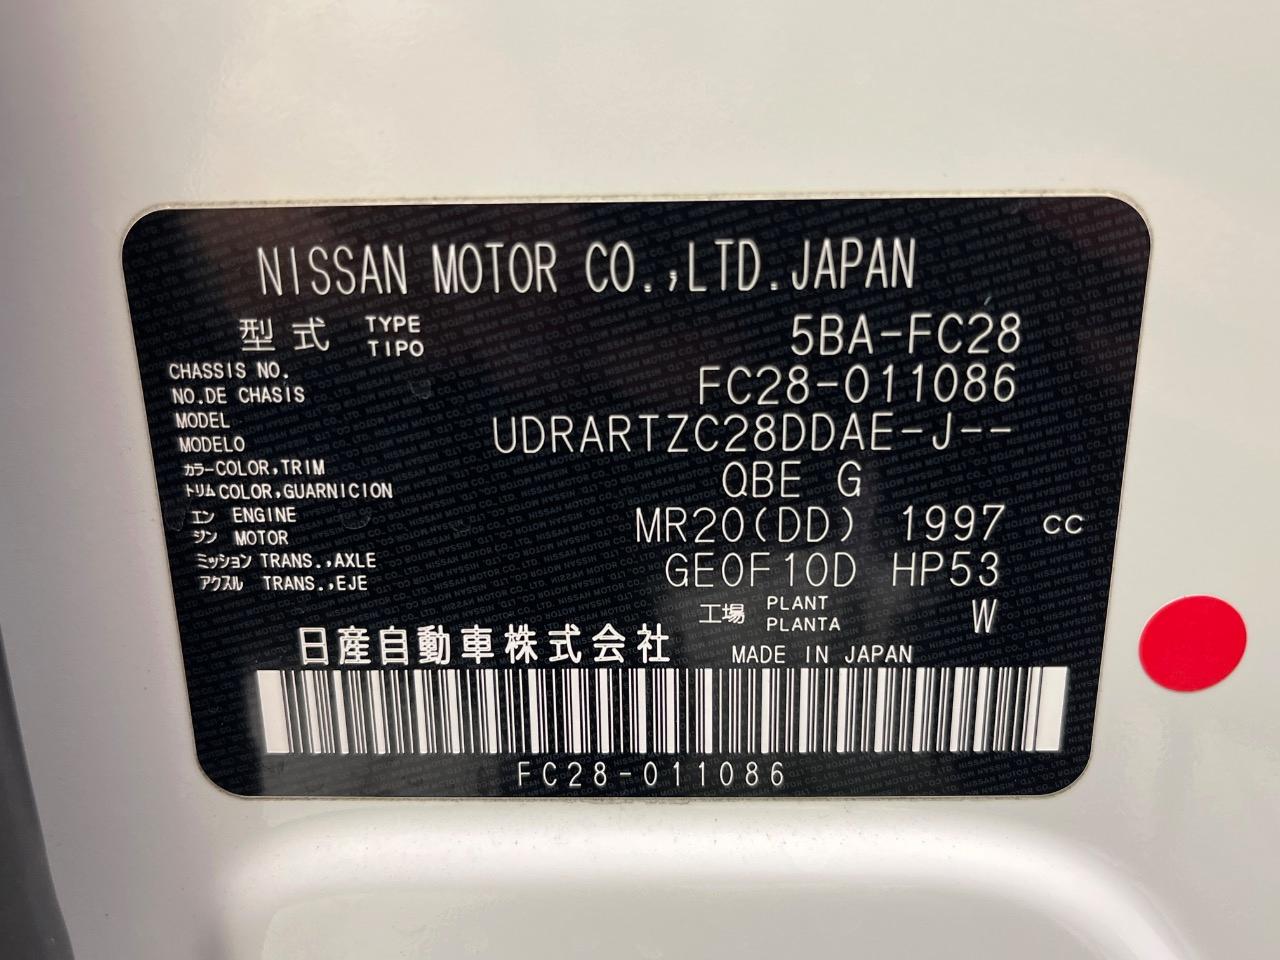 NISSAN MOTOR CO.,LTD.JAPAN
型式 TYPE TIPO 5BA-FC28
CHASSIS NO.
NO.DE CHASIS FC28-011086
MODEL
MODELO UDRARTZC28DDAE-J--
カラー COLOR,TRIM
トリム COLOR,GUARNICION QBE G
エン ENGINE
ジン MOTOR MR20(DD) 1997 CC
ミッション TRANS.,AXLE
アクスル TRANS.,EJE GE0F10D HP53
工場 PLANT PLANTA W
日産自動車株式会社 MADE IN JAPAN
FC28-011086